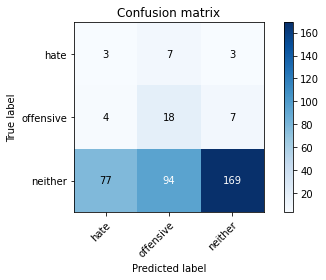 Confusion matrix
True label
hate
3
7
3
offensive
4
18
7
neither
77
94
169
hate
offensive
neither
Predicted label
160
140
120
100
80
60
40
20